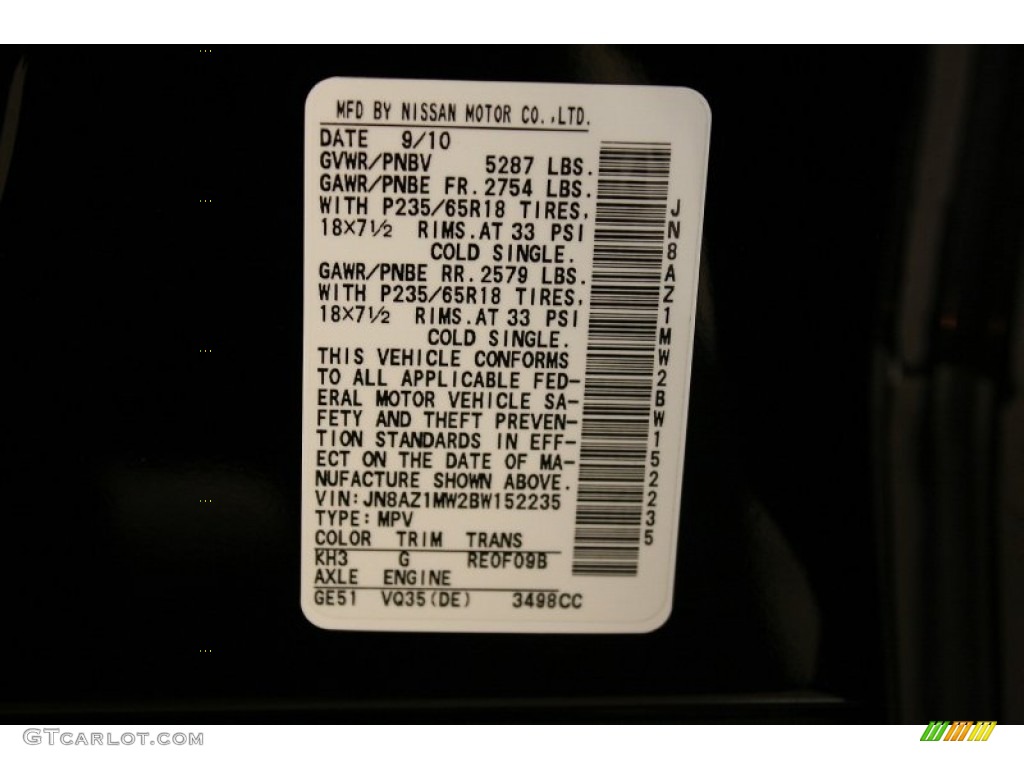 MFD BY NISSAN MOTOR CO.,LTD.
DATE 9/10
GVWR/PNBV 5287 LBS.
GAWR/PNBE FR. 2754 LBS.
WITH P235/65R18 TIRES,
18×7½ RIMS.AT 33 PSI
COLD SINGLE.
GAWR/PNBE RR. 2579 LBS.
WITH P235/65R18 TIRES,
18×7½ RIMS.AT 33 PSI
COLD SINGLE.
THIS VEHICLE CONFORMS
TO ALL APPLICABLE FED-
ERAL MOTOR VEHICLE SA-
FETY AND THEFT PREVEN-
TION STANDARDS IN EFF-
ECT ON THE DATE OF MA-
NUFACTURE SHOWN ABOVE.
VIN:JN8AZ1MW2BW152235
TYPE:MPV
COLOR TRIM TRANS
KH3 G RE0F09B
AXLE ENGINE
GE51 VQ35(DE) 3498CC
JN8AZ1MW2BW152235
GTCarlot.com